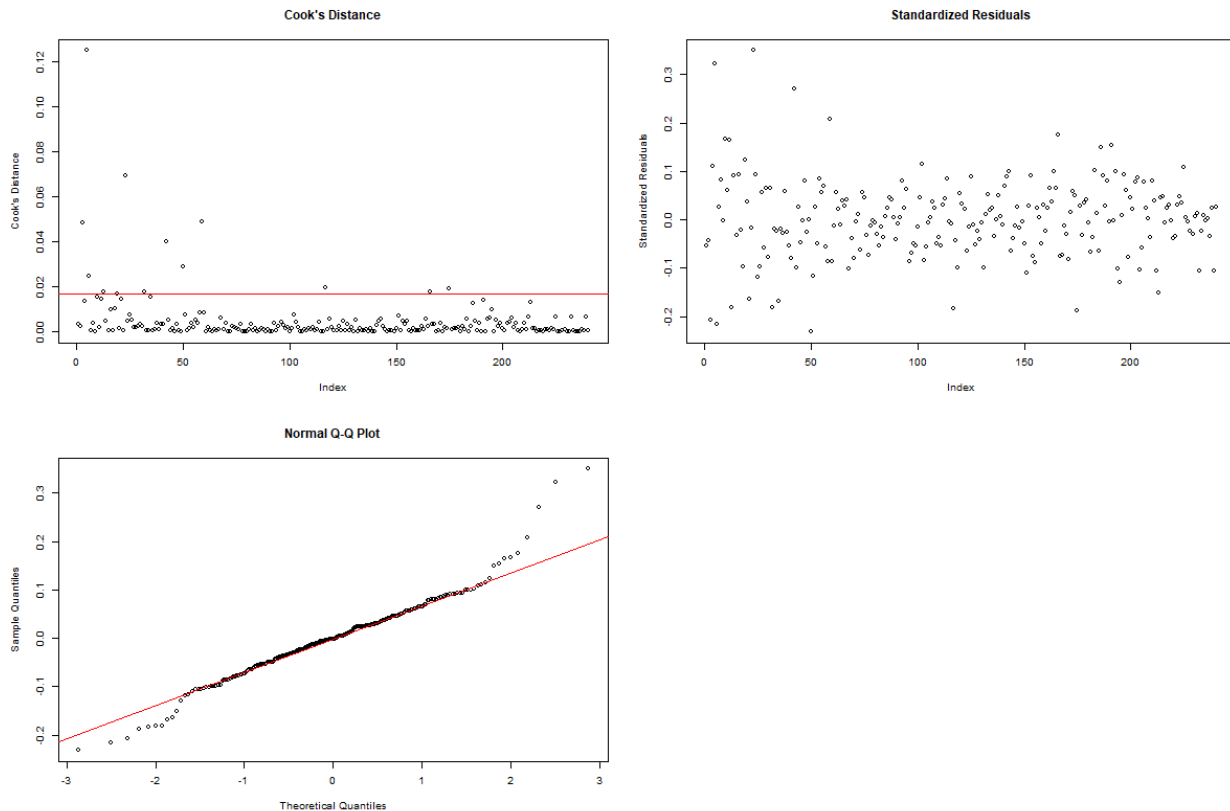 Cook's Distance
Cook's Distance
0.12
0.10
0.08
0.06
0.04
0.02
0.00
0 50 100 150 200
Index
Standardized Residuals
Standardized Residuals
0.3
0.2
0.1
0.0
-0.1
-0.2
0 50 100 150 200
Index
Normal Q-Q Plot
Sample Quantiles
0.3
0.2
0.1
0.0
-0.1
-0.2
-3 -2 -1 0 1 2 3
Theoretical Quantiles